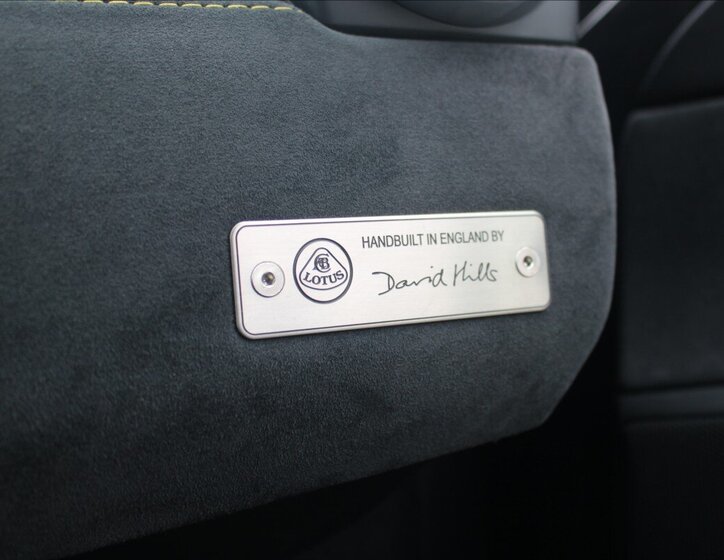 HANDBUILT IN ENGLAND BY
LOTUS
David Hills